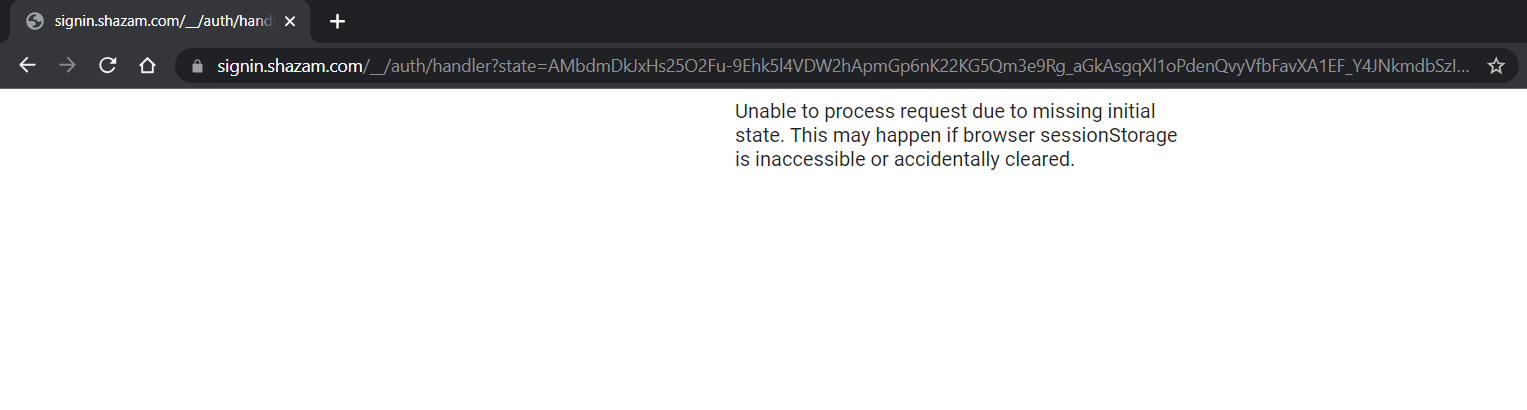 signin.shazam.com/__/auth/hand
signin.shazam.com/__/auth/handler?state=AMbdmDkJxHs25O2Fu-9Ehk5l4VDW2hApmGp6nK22KG5Qm3e9Rg_aGkAsgqXl1oPdenQvyVfbFavXA1EF_Y4JNkmdbSzI...
Unable to process request due to missing initial
state. This may happen if browser sessionStorage
is inaccessible or accidentally cleared.